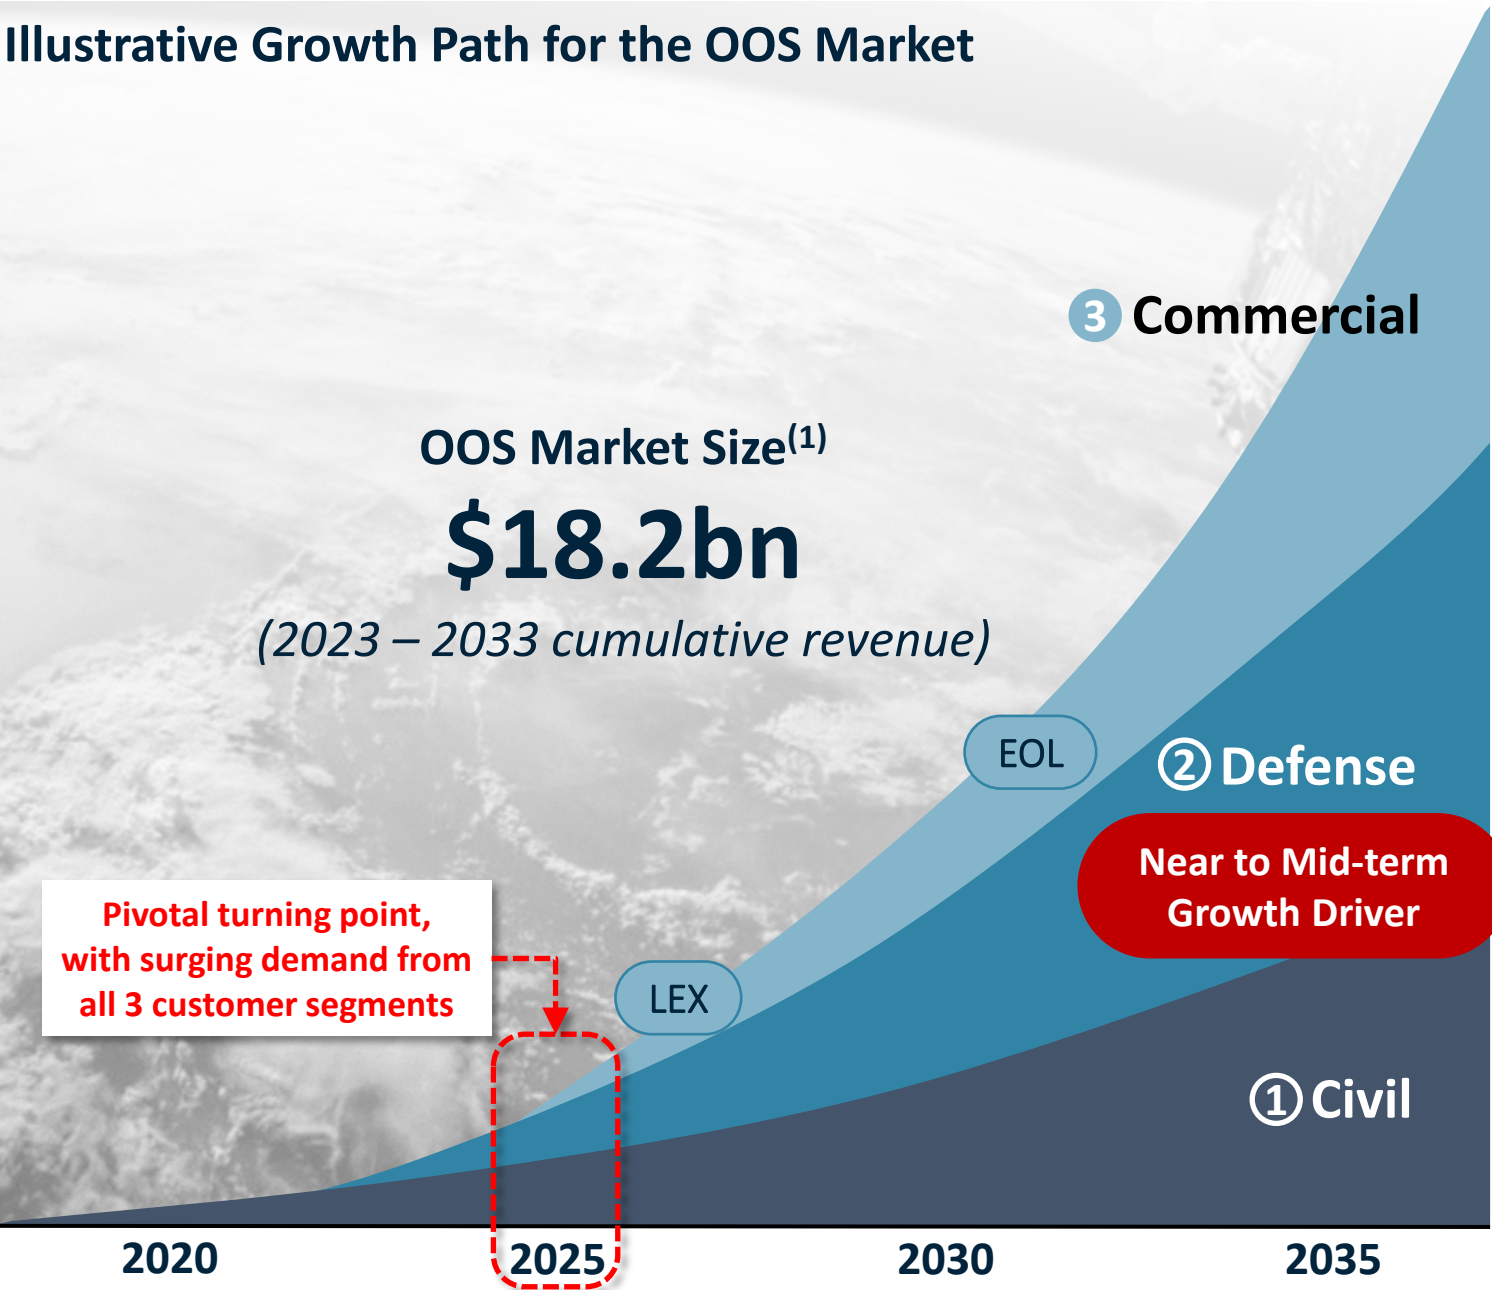 Illustrative Growth Path for the OOS Market
3 Commercial
OOS Market Size(1)
$18.2bn
(2023 – 2033 cumulative revenue)
EOL
2 Defense
Near to Mid-term
Growth Driver
Pivotal turning point,
with surging demand from
all 3 customer segments
LEX
1 Civil
2020
2025
2030
2035